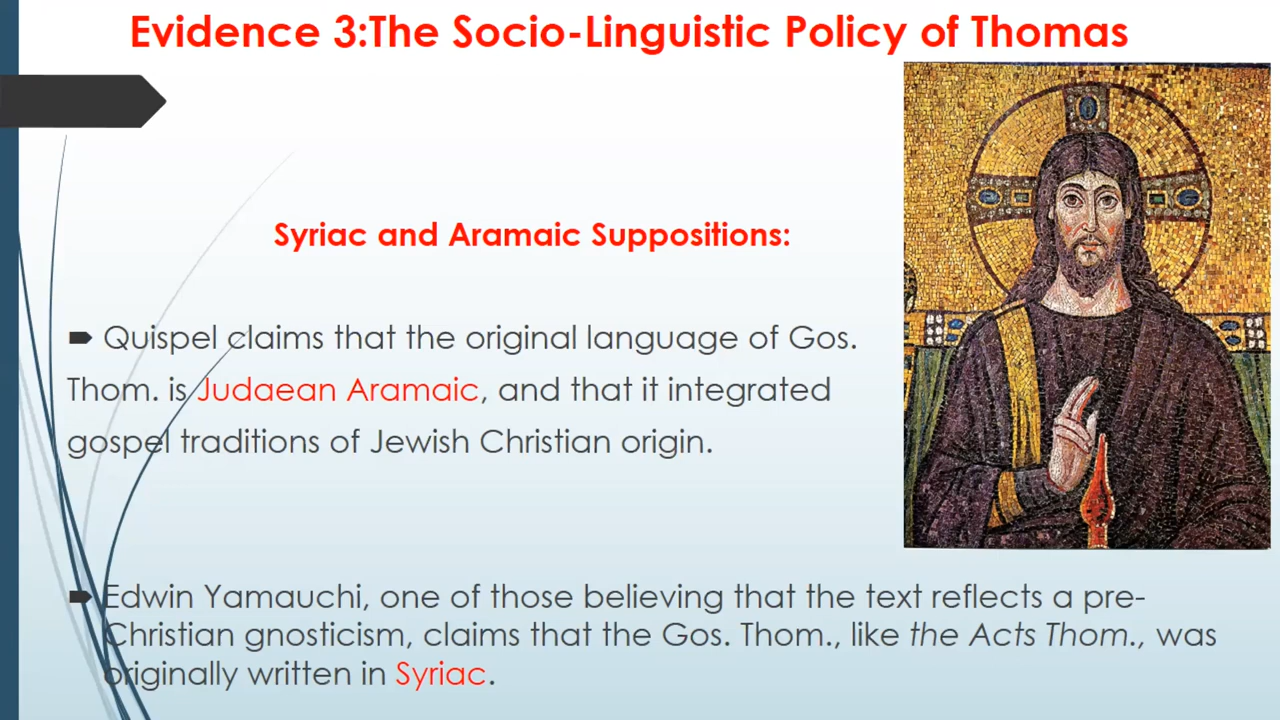 Evidence 3:The Socio-Linguistic Policy of Thomas
Syriac and Aramaic Suppositions:
Quispel claims that the original language of Gos.
Thom. is Judaean Aramaic, and that it integrated
gospel traditions of Jewish Christian origin.
Edwin Yamauchi, one of those believing that the text reflects a pre-
Christian gnosticism, claims that the Gos. Thom., like the Acts Thom., was
originally written in Syriac.